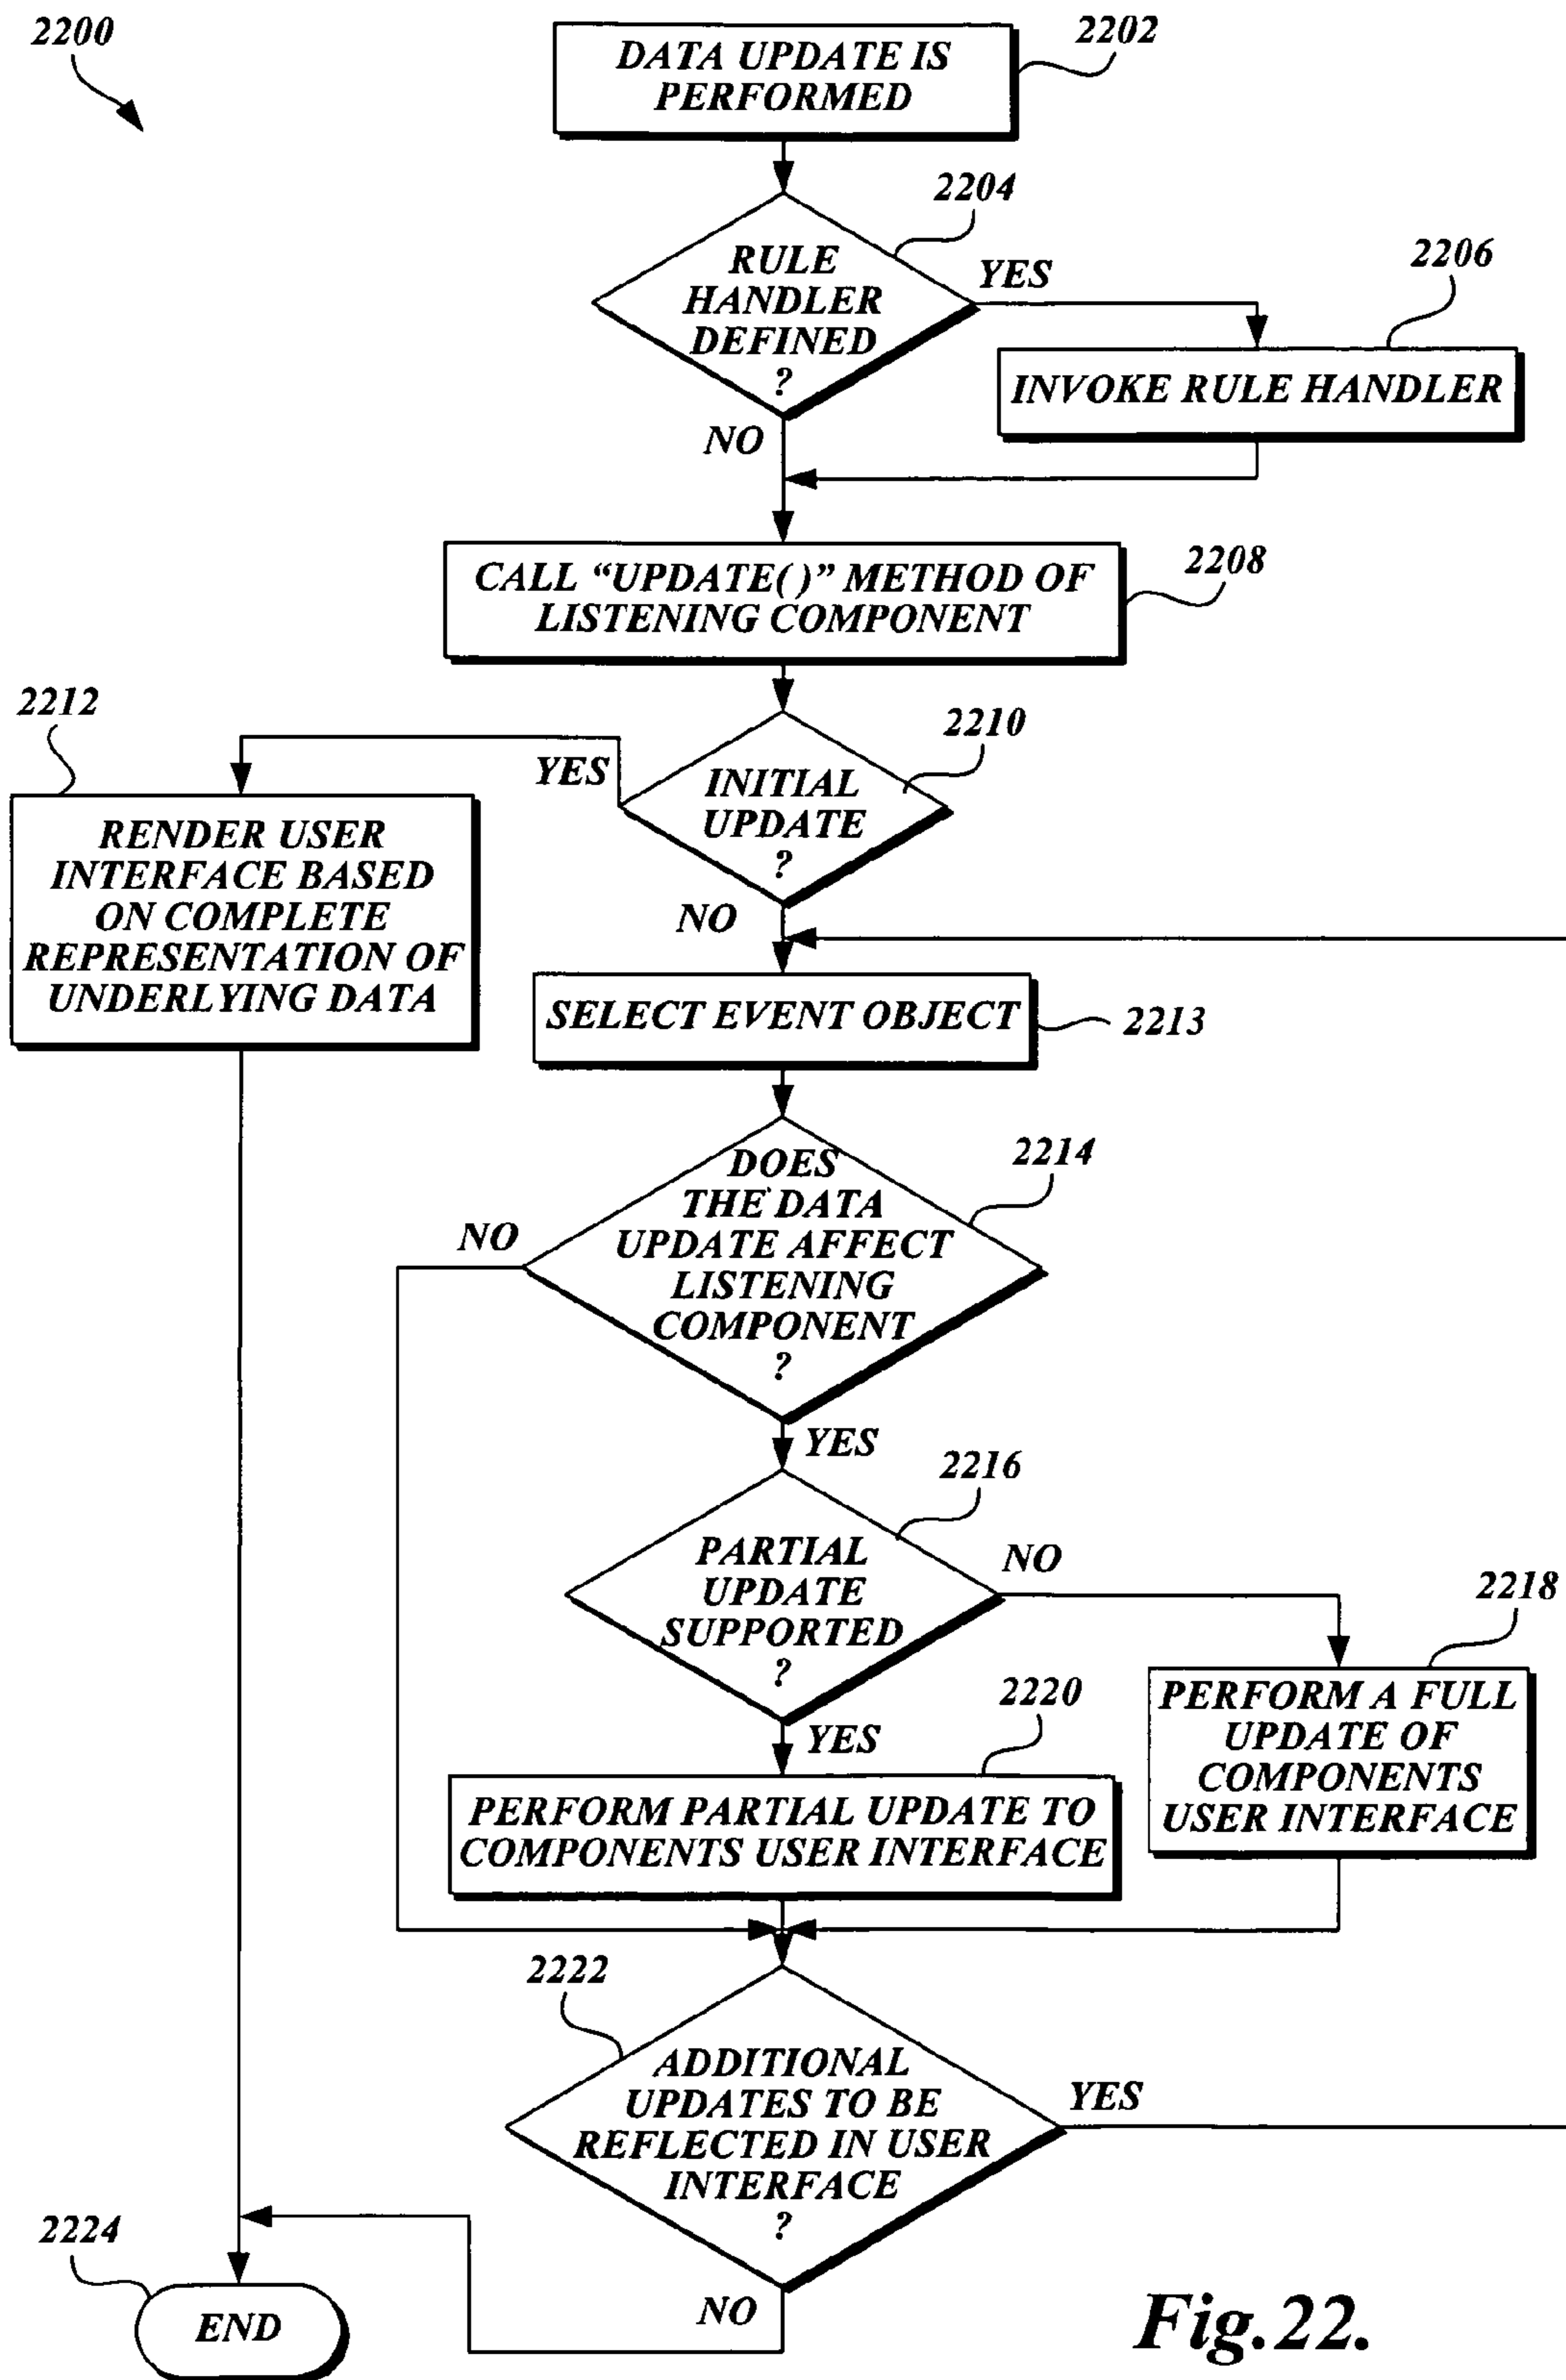 2200
DATA UPDATE IS
PERFORMED
2202
2204
RULE
HANDLER
DEFINED
?
YES
NO
2206
INVOKE RULE HANDLER
CALL “UPDATE( )” METHOD OF
LISTENING COMPONENT
2208
2210
INITIAL
UPDATE
?
YES
NO
2212
RENDER USER
INTERFACE BASED
ON COMPLETE
REPRESENTATION OF
UNDERLYING DATA
SELECT EVENT OBJECT
2213
2214
DOES
THE DATA
UPDATE AFFECT
LISTENING
COMPONENT
?
NO
YES
2216
PARTIAL
UPDATE
SUPPORTED
?
NO
YES
2218
PERFORM A FULL
UPDATE OF
COMPONENTS
USER INTERFACE
2220
PERFORM PARTIAL UPDATE TO
COMPONENTS USER INTERFACE
2222
ADDITIONAL
UPDATES TO BE
REFLECTED IN USER
INTERFACE
?
YES
NO
2224
END
Fig.22.